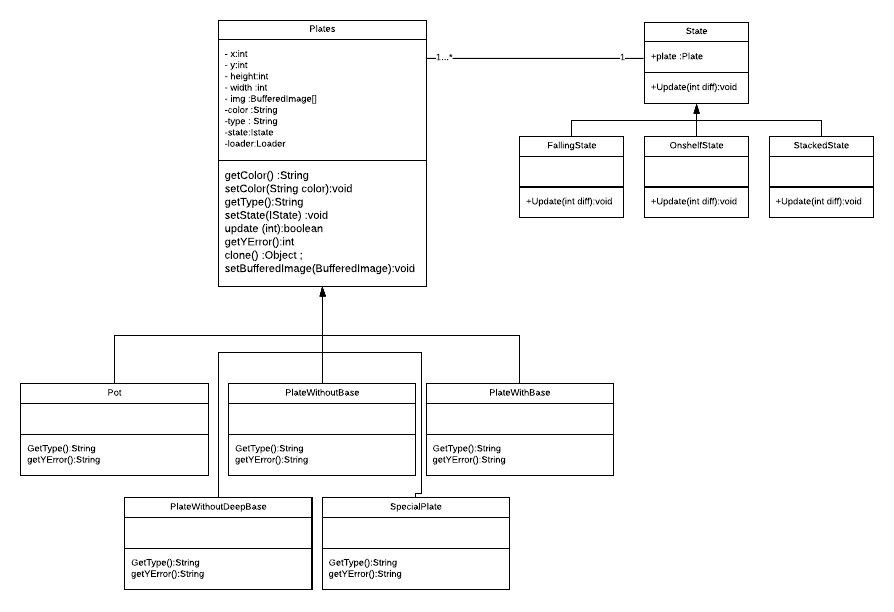 Plates
- x:int
- y:int
- height:int
- width :int
- img :BufferedImage[]
-color :String
-type : String
-state:Istate
-loader:Loader
getColor() :String
setColor(String color):void
getType():String
setState(IState) :void
update (int):boolean
getYError():int
clone() :Object ;
setBufferedImage(BufferedImage):void
1...*
1
State
+plate :Plate
+Update(int diff):void
FallingState
+Update(int diff):void
OnshelfState
+Update(int diff):void
StackedState
+Update(int diff):void
Pot
GetType():String
getYError():String
PlateWithoutBase
GetType():String
getYError():String
PlateWithBase
GetType():String
getYError():String
PlateWithoutDeepBase
GetType():String
getYError():String
SpecialPlate
GetType():String
getYError():String